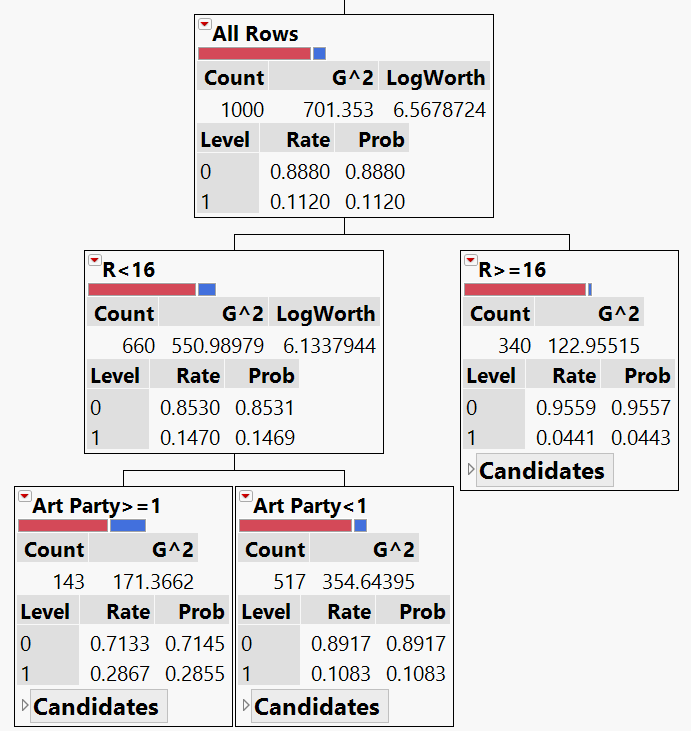 All Rows
Count G^2 LogWorth
1000 701.353 6.5678724
Level Rate Prob
0 0.8880 0.8880
1 0.1120 0.1120
R<16
Count G^2 LogWorth
660 550.98979 6.1337944
Level Rate Prob
0 0.8530 0.8531
1 0.1470 0.1469
R>=16
Count G^2
340 122.95515
Level Rate Prob
0 0.9559 0.9557
1 0.0441 0.0443
Candidates
Art Party>=1
Count G^2
143 171.3662
Level Rate Prob
0 0.7133 0.7145
1 0.2867 0.2855
Candidates
Art Party<1
Count G^2
517 354.64395
Level Rate Prob
0 0.8917 0.8917
1 0.1083 0.1083
Candidates